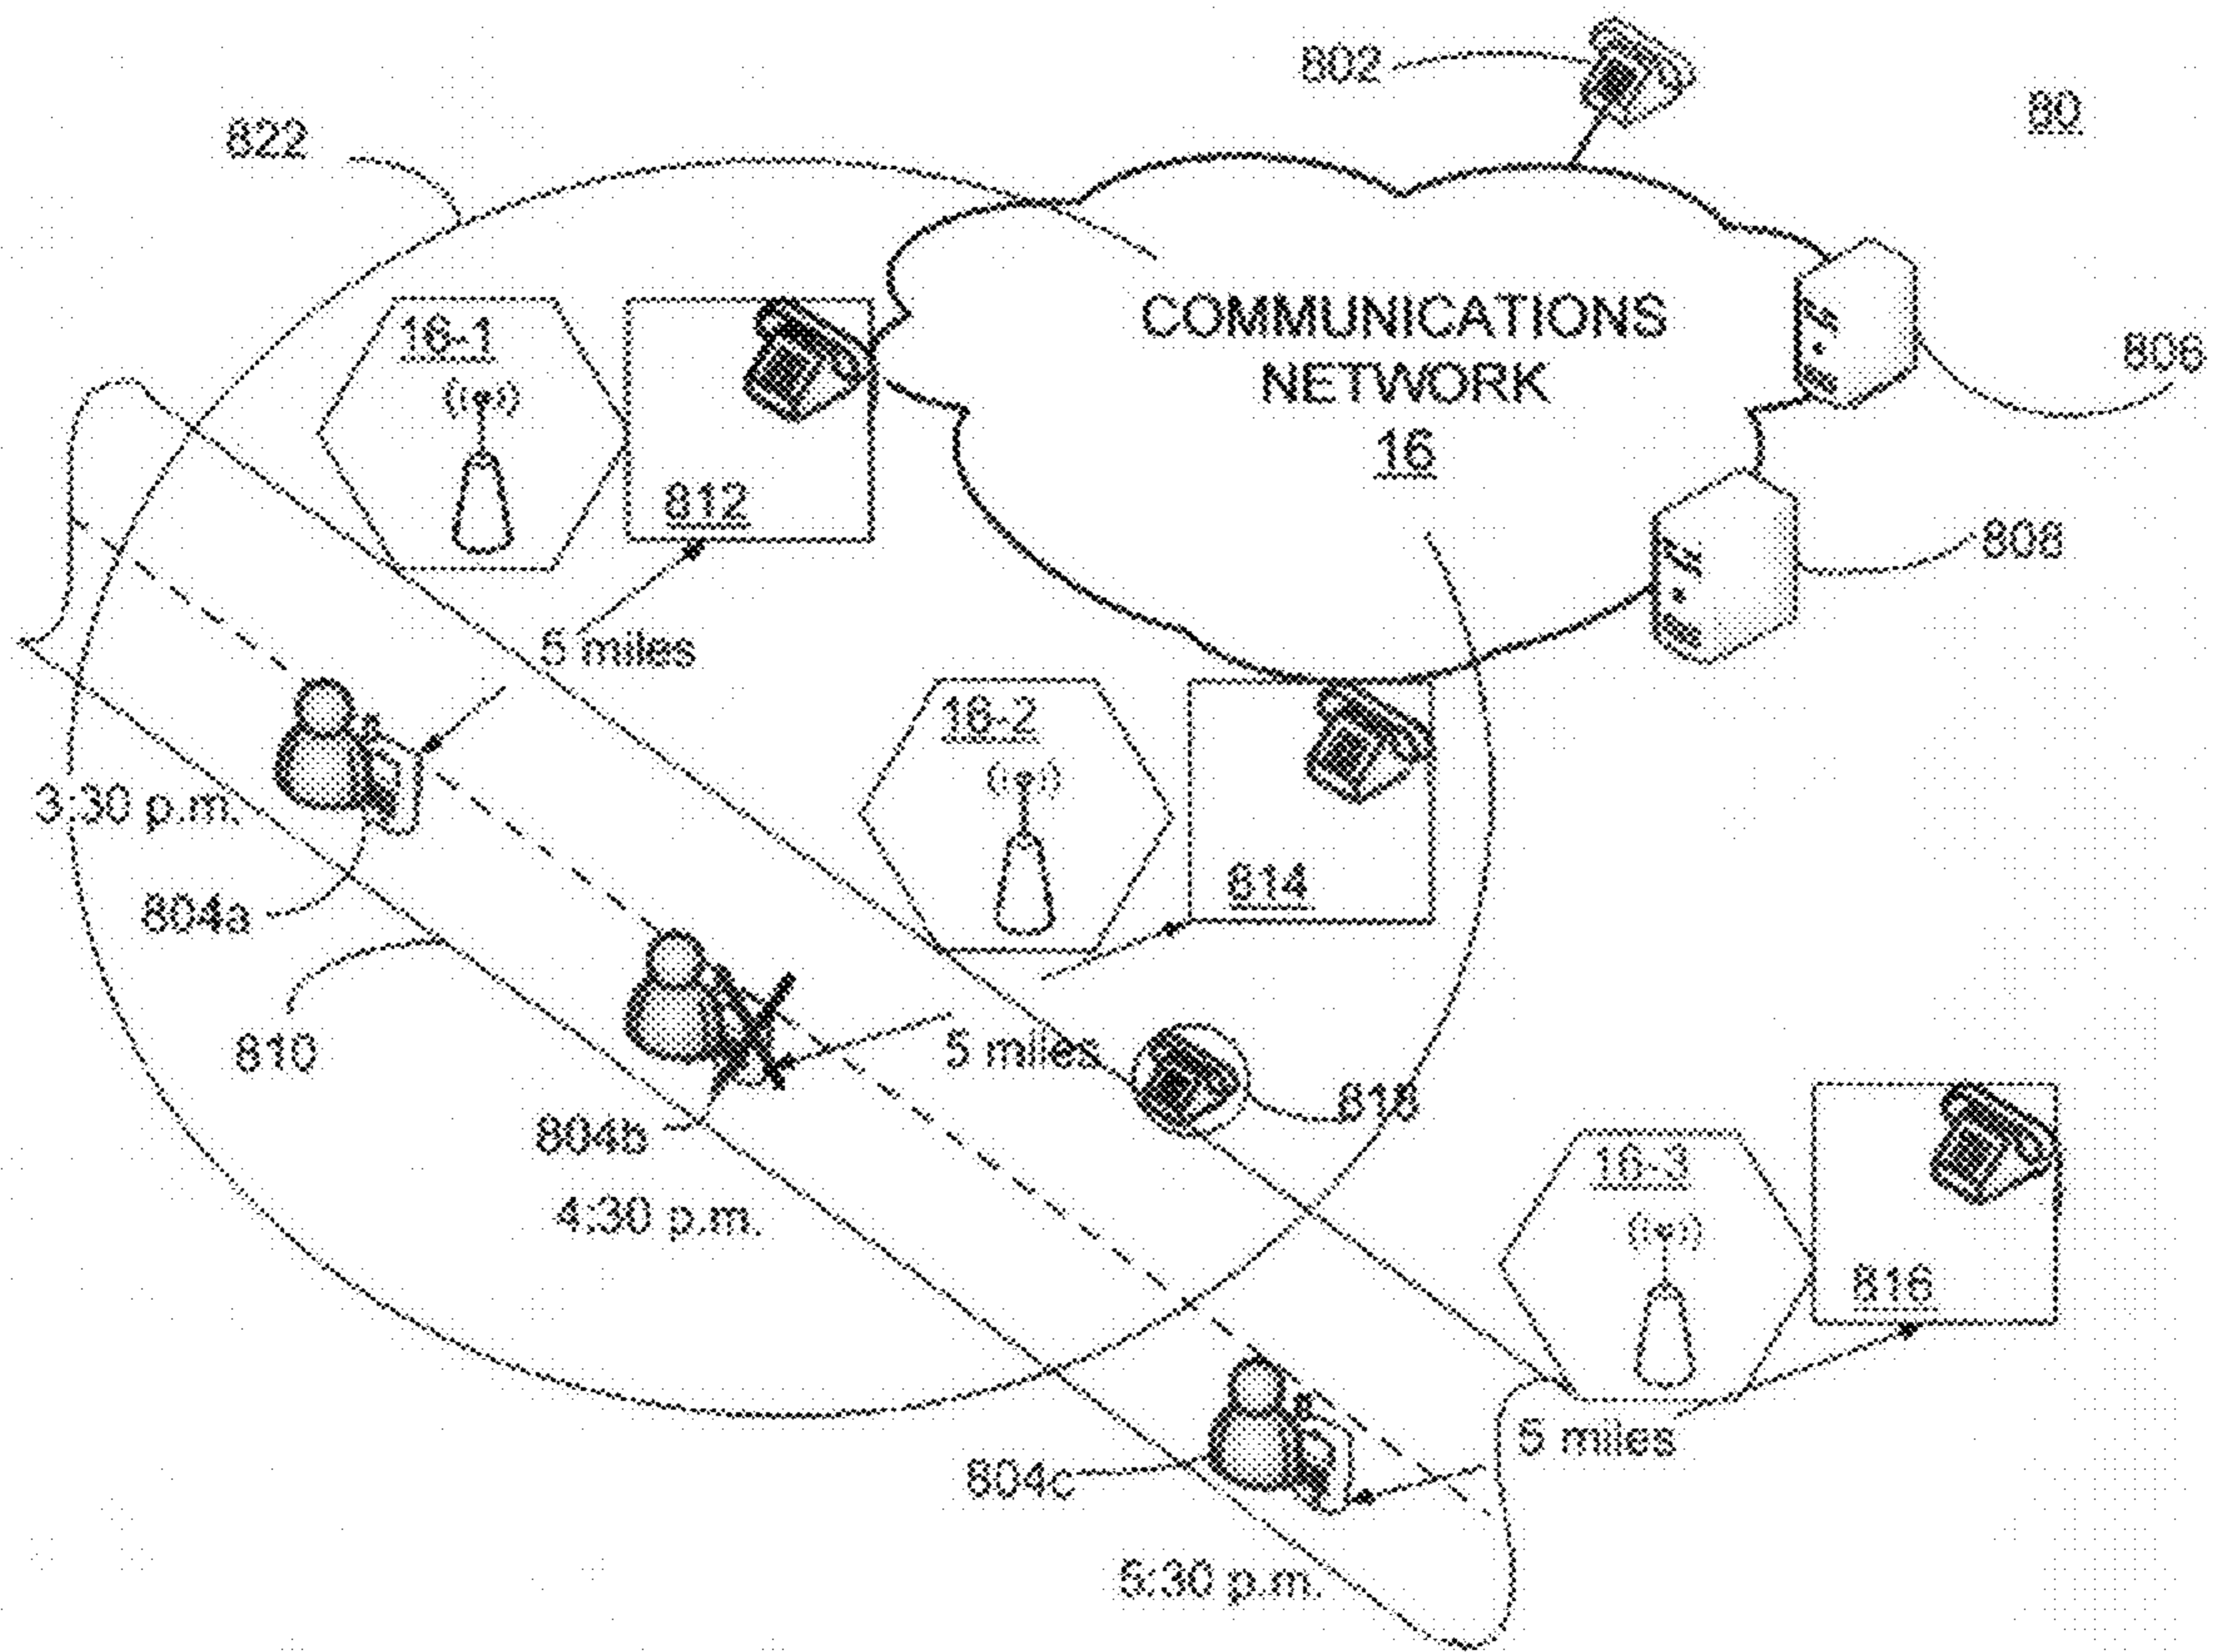 802
80
822
COMMUNICATIONS
NETWORK
16
806
16-1
812
808
5 miles
16-2
814
3:30 p.m.
804a
810
5 miles
818
804b
4:30 p.m.
16-3
816
5 miles
804c
5:30 p.m.